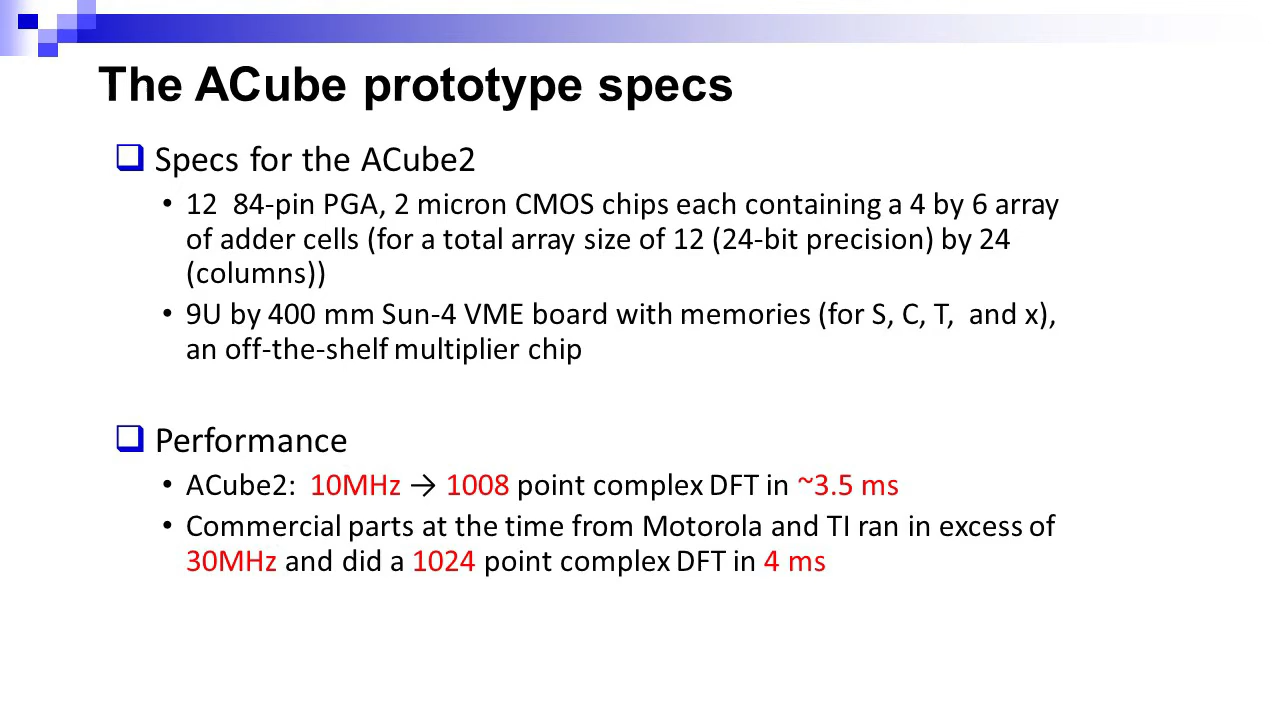 The ACube prototype specs
❑ Specs for the ACube2
• 12  84-pin PGA, 2 micron CMOS chips each containing a 4 by 6 array
of adder cells (for a total array size of 12 (24-bit precision) by 24
(columns))
• 9U by 400 mm Sun-4 VME board with memories (for S, C, T,  and x),
an off-the-shelf multiplier chip
❑ Performance
• ACube2:  10MHz → 1008 point complex DFT in ~3.5 ms
• Commercial parts at the time from Motorola and TI ran in excess of
30MHz and did a 1024 point complex DFT in 4 ms